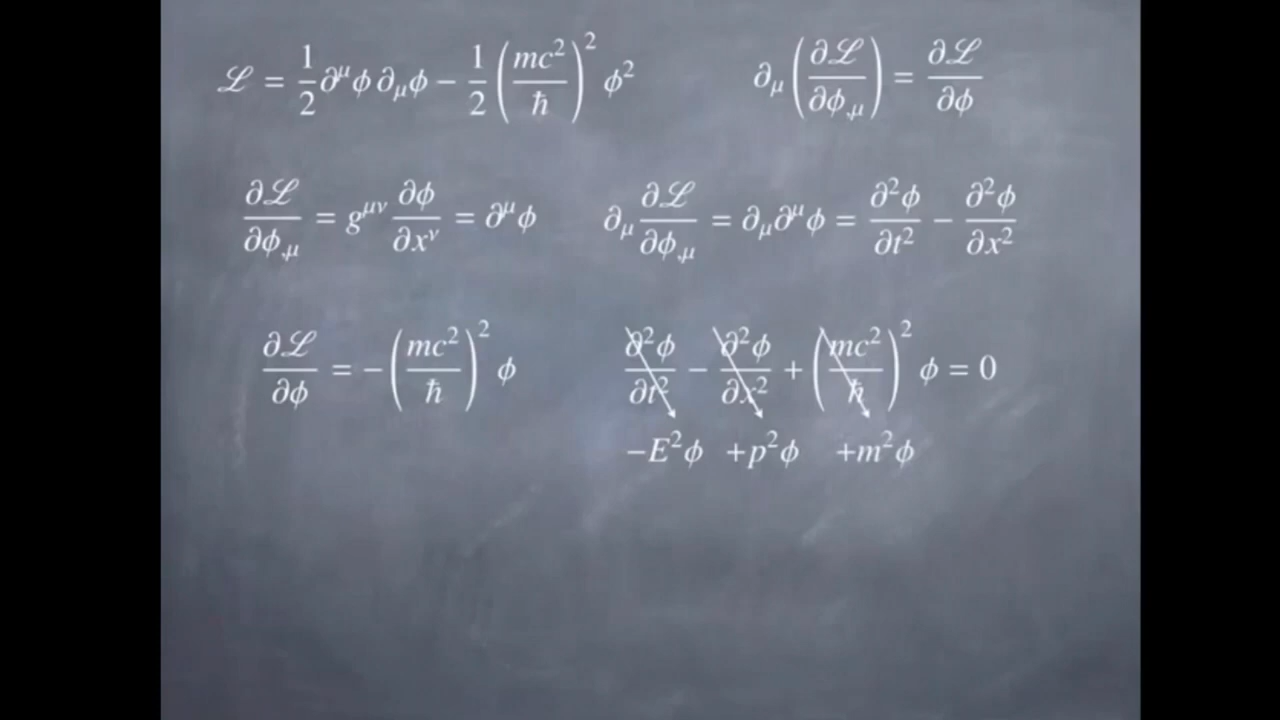 ℒ = 1/2 ∂^μ ϕ ∂_μ ϕ − 1/2 (mc²/ħ)² ϕ²    ∂_μ (∂ℒ/∂ϕ_,μ) = ∂ℒ/∂ϕ
∂ℒ/∂ϕ_,μ = g^μν ∂ϕ/∂x^ν = ∂^μ ϕ    ∂_μ ∂ℒ/∂ϕ_,μ = ∂_μ ∂^μ ϕ = ∂²ϕ/∂t² − ∂²ϕ/∂x²
∂ℒ/∂ϕ = −(mc²/ħ)² ϕ    ∂²ϕ/∂t² − ∂²ϕ/∂x² + (mc²/ħ)² ϕ = 0
−E²ϕ +p²ϕ +m²ϕ